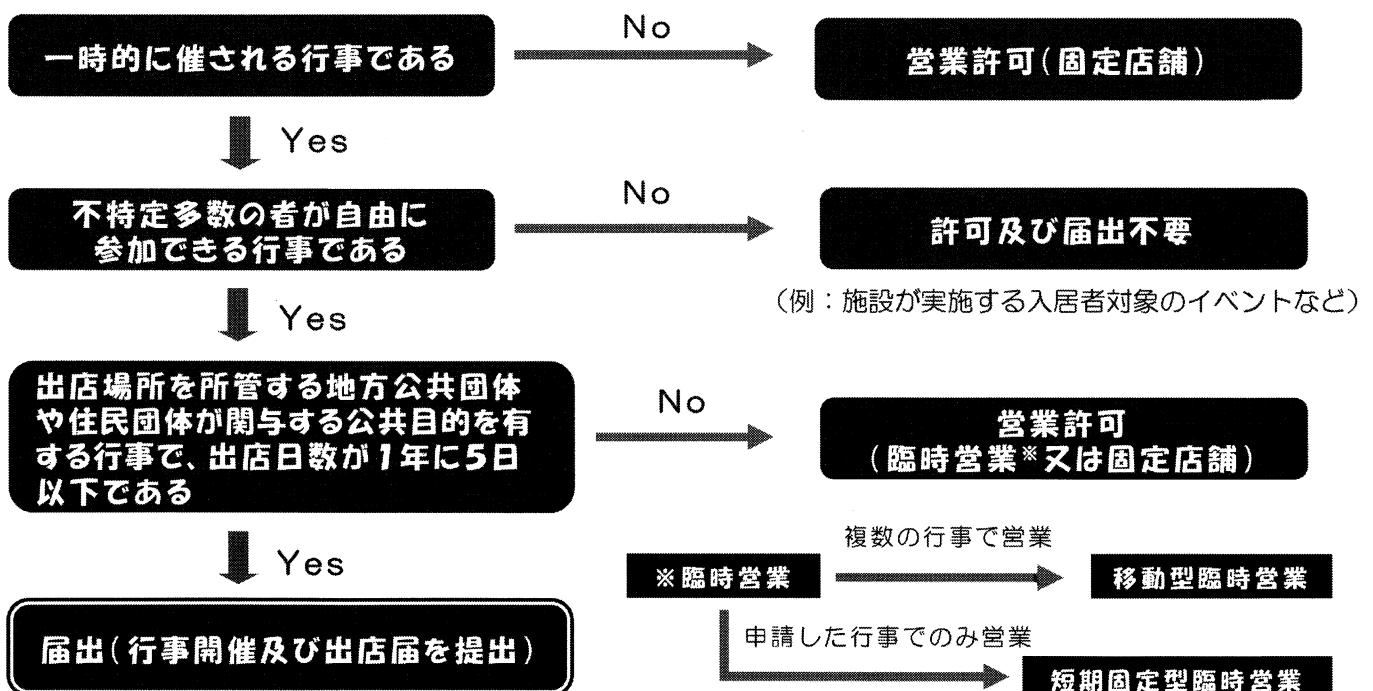 一時的に催される行事である
No
営業許可(固定店舗)
Yes
不特定多数の者が自由に
参加できる行事である
No
許可及び届出不要
(例：施設が実施する入居者対象のイベントなど)
Yes
出店場所を所管する地方公共団体
や住民団体が関与する公共目的を有
する行事で、出店日数が1年に5日
以下である
No
営業許可
(臨時営業※又は固定店舗)
Yes
届出(行事開催及び出店届を提出)
※臨時営業
複数の行事で営業
移動型臨時営業
申請した行事でのみ営業
短期固定型臨時営業